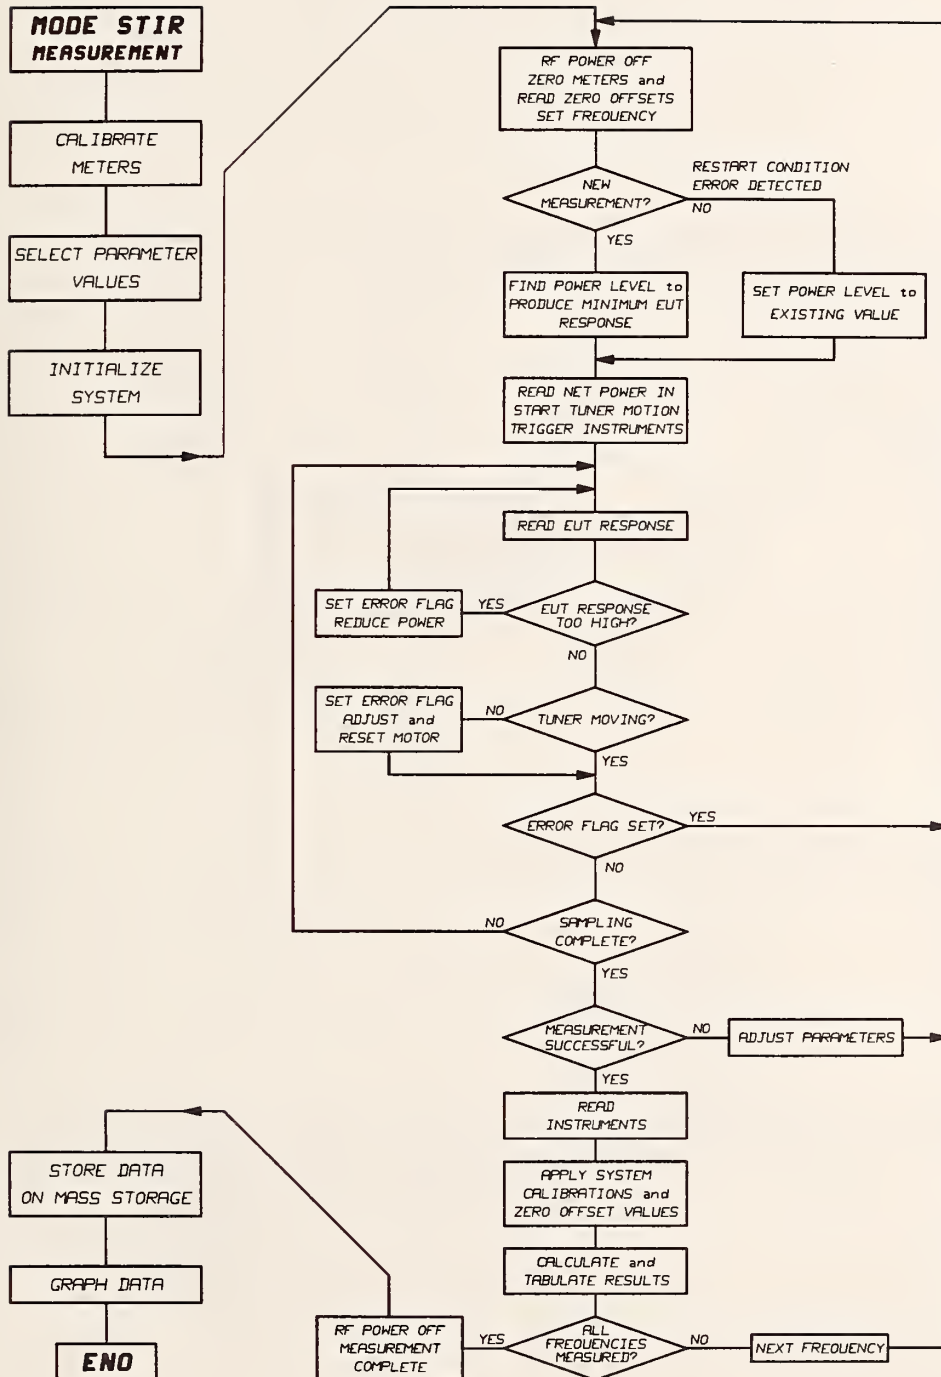 MODE STIR
MEASUREMENT
CALIBRATE
METERS
SELECT PARAMETER
VALUES
INITIALIZE
SYSTEM
RF POWER OFF
ZERO METERS and
READ ZERO OFFSETS
SET FREQUENCY
NEW
MEASUREMENT?
RESTART CONDITION
ERROR DETECTED
NO
YES
FIND POWER LEVEL to
PRODUCE MINIMUM EUT
RESPONSE
SET POWER LEVEL to
EXISTING VALUE
READ NET POWER IN
START TUNER MOTION
TRIGGER INSTRUMENTS
READ EUT RESPONSE
EUT RESPONSE
TOO HIGH?
YES
SET ERROR FLAG
REDUCE POWER
NO
TUNER MOVING?
NO
SET ERROR FLAG
ADJUST and
RESET MOTOR
YES
ERROR FLAG SET?
YES
NO
SAMPLING
COMPLETE?
NO
YES
MEASUREMENT
SUCCESSFUL?
NO
ADJUST PARAMETERS
YES
READ
INSTRUMENTS
APPLY SYSTEM
CALIBRATIONS and
ZERO OFFSET VALUES
CALCULATE and
TABULATE RESULTS
ALL
FREQUENCIES
MEASURED?
NO
NEXT FREQUENCY
YES
RF POWER OFF
MEASUREMENT
COMPLETE
STORE DATA
ON MASS STORAGE
GRAPH DATA
END